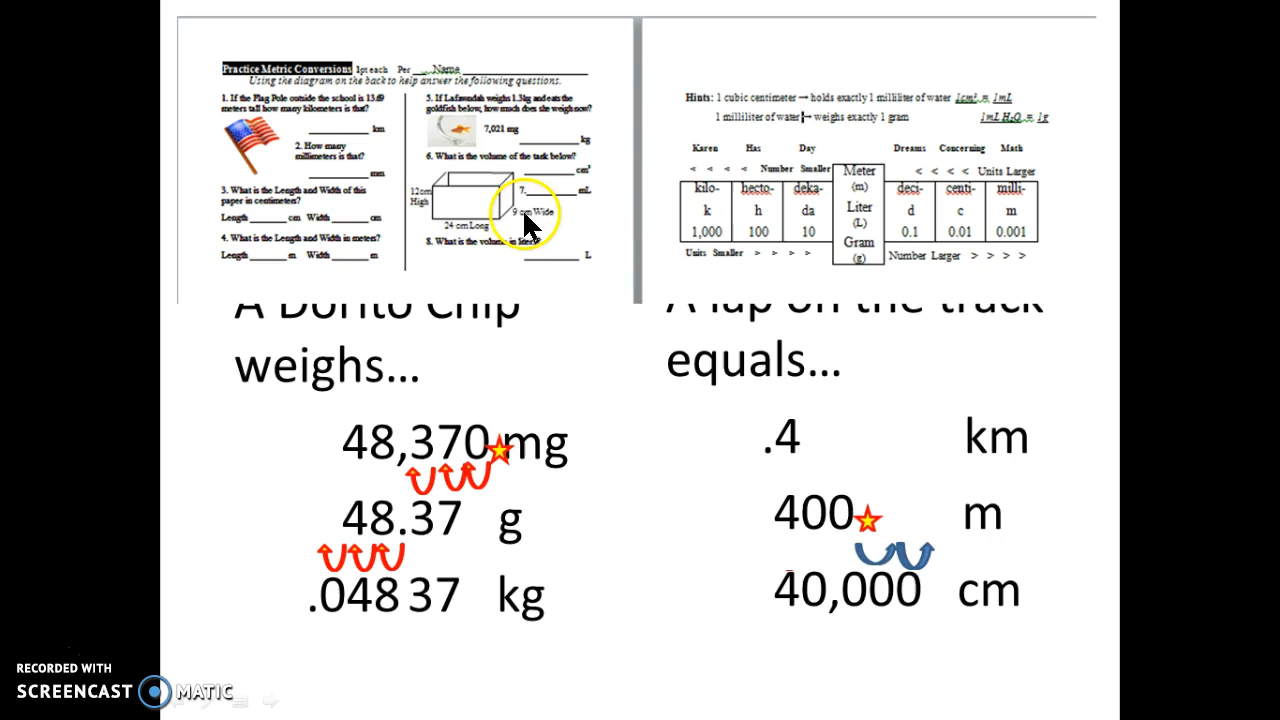 Practice Metric Conversions 1pt each Per ___ Name
Using the diagram on the back to help answer the following questions.
1. If the Flag Pole outside the school is 13.69
meters tall how many kilometers is that?
km
2. How many
millimeters is that?
mm
3. What is the Length and Width of this
paper in centimeters?
Length ______ cm Width ______ cm
4. What is the Length and Width in meters?
Length ______ m Width ______ m
5. If Lafawndah weighs 1.3kg and eats the
goldfish below, how much does she weigh now?
7,021 mg
kg
6. What is the volume of the tank below?
cm³
12cm
High
7. ______ mL
9 cm Wide
24 cm Long
8. What is the volume in liters?
L
Hints: 1 cubic centimeter → holds exactly 1 milliliter of water 1cm³ = 1mL
1 milliliter of water → weighs exactly 1 gram 1mL H₂O = 1g
Karen Has Day Dreams Concerning Math
< < < < Number Smaller Meter < < < < Units Larger
(m)
kilo- hecto- deka- deci- centi- milli-
k h da Liter d c m
(L)
1,000 100 10 0.1 0.01 0.001
Gram
(g)
Units Smaller > > > > Number Larger > > > >
A Dorito Chip
weighs...
48,370 mg
48.37 g
.04837 kg
A lap on the track
equals...
.4 km
400 m
40,000 cm
RECORDED WITH
SCREENCAST MATIC